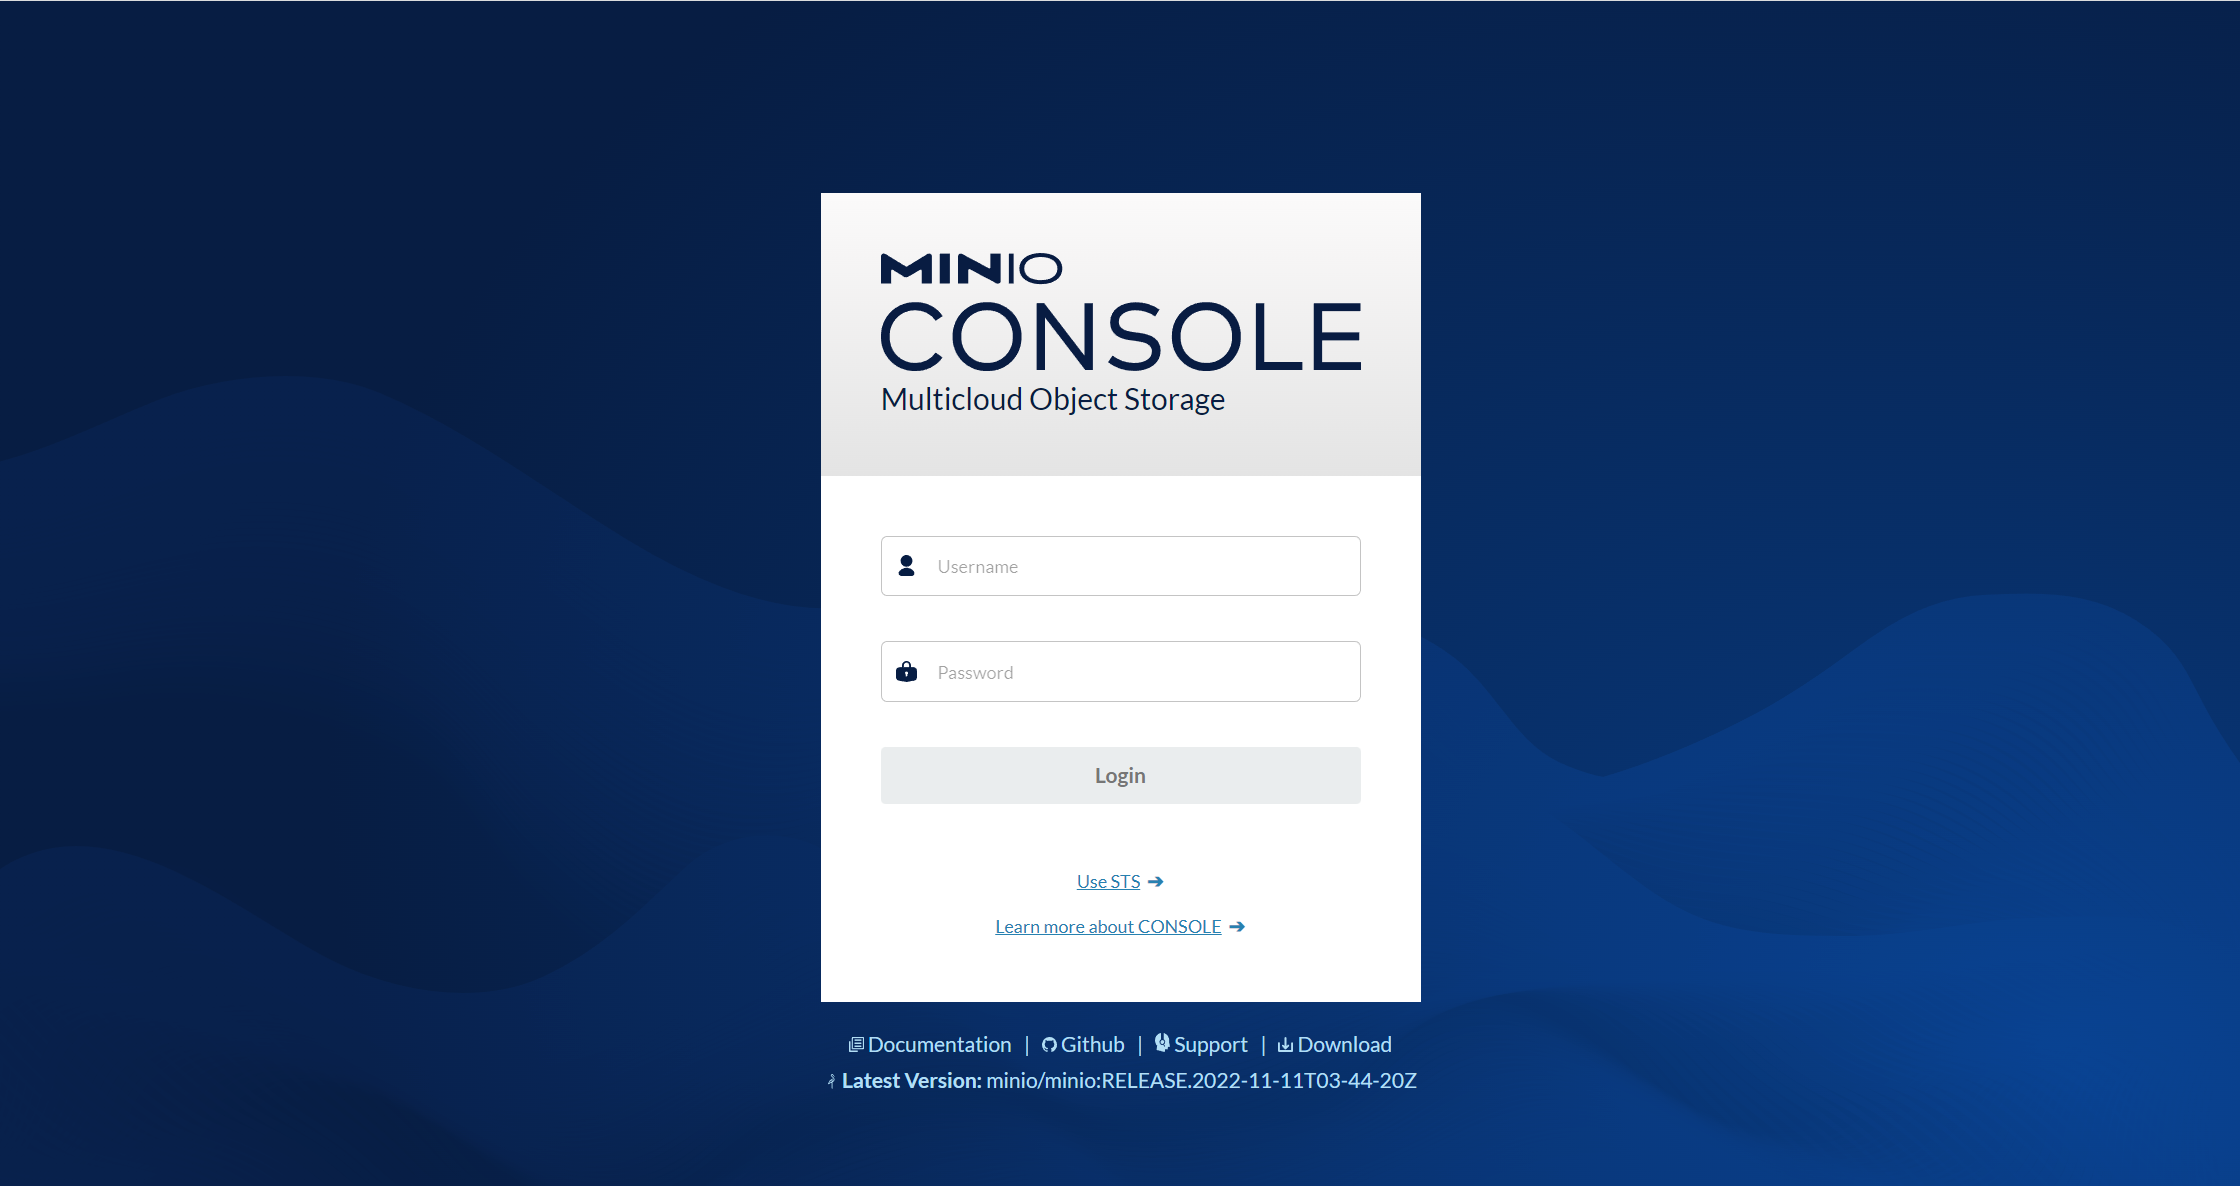 MINIO
CONSOLE
Multicloud Object Storage
Username
Password
Login
Use STS ➔
Learn more about CONSOLE ➔
Documentation | Github | Support | Download
Latest Version: minio/minio:RELEASE.2022-11-11T03-44-20Z